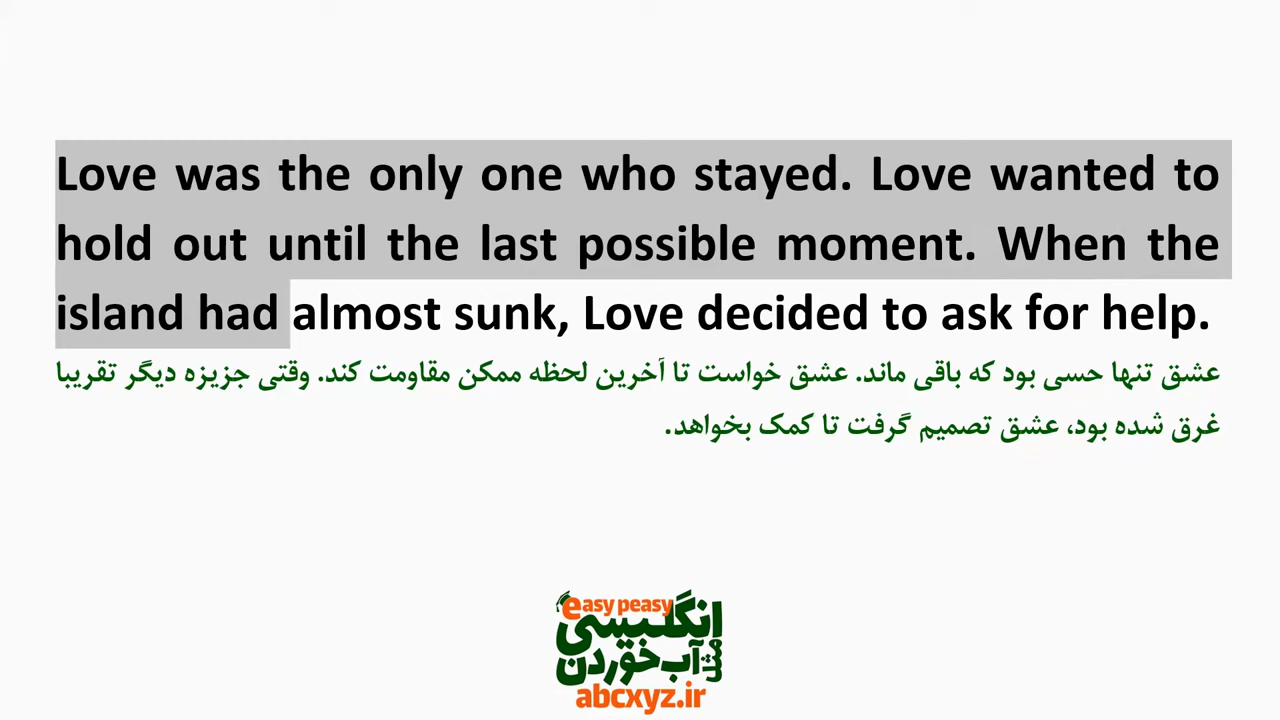 Love was the only one who stayed. Love wanted to
hold out until the last possible moment. When the
island had almost sunk, Love decided to ask for help.
عشق تنها حسی بود که باقی ماند. عشق خواست تا آخرین لحظه ممکن مقاومت کند. وقتی جزیزه دیگر تقریبا
غرق شده بود، عشق تصمیم گرفت تا کمک بخواهد.
easy peasy
انگلیسی
مثل آب خوردن
abcxyz.ir